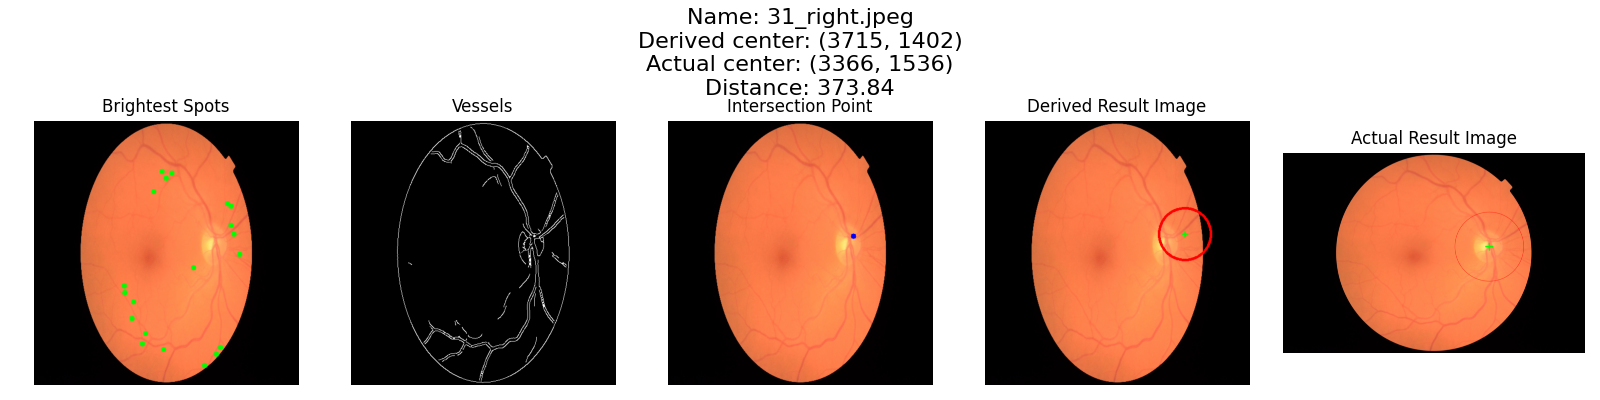 Name: 31_right.jpeg
Derived center: (3715, 1402)
Actual center: (3366, 1536)
Distance: 373.84
Brightest Spots
Vessels
Intersection Point
Derived Result Image
Actual Result Image